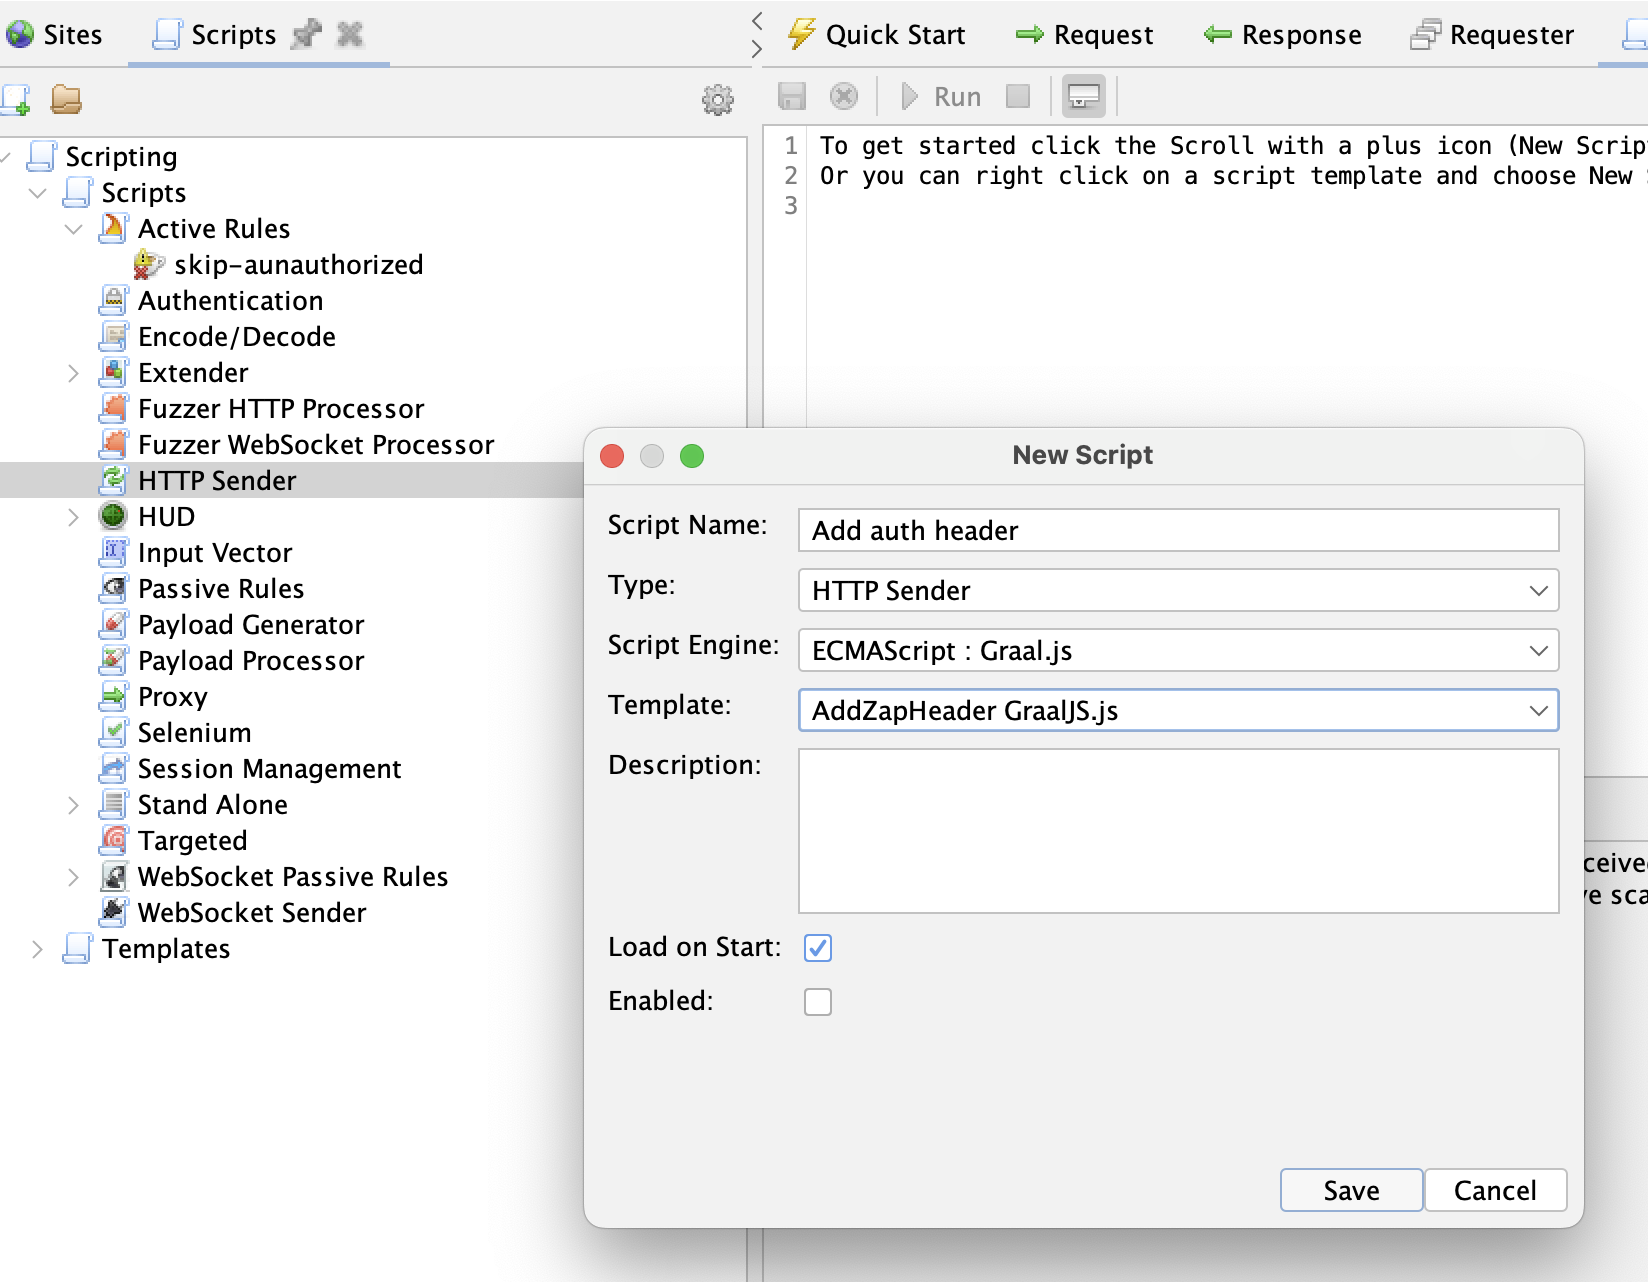 Sites
Scripts
Quick Start
Request
Response
Requester
Run
Scripting
Scripts
Active Rules
skip-aunauthorized
Authentication
Encode/Decode
Extender
Fuzzer HTTP Processor
Fuzzer WebSocket Processor
HTTP Sender
HUD
Input Vector
Passive Rules
Payload Generator
Payload Processor
Proxy
Selenium
Session Management
Stand Alone
Targeted
WebSocket Passive Rules
WebSocket Sender
Templates
1 To get started click the Scroll with a plus icon (New Scrip
2 Or you can right click on a script template and choose New
3
New Script
Script Name: Add auth header
Type: HTTP Sender
Script Engine: ECMAScript : Graal.js
Template: AddZapHeader GraalJS.js
Description:
Load on Start:
Enabled:
Save Cancel